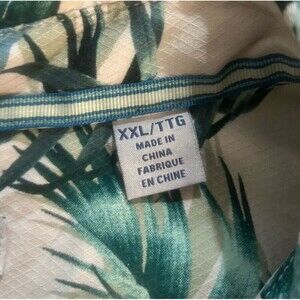 XXL/TTG
MADE IN
CHINA
FABRIQUE
EN CHINE